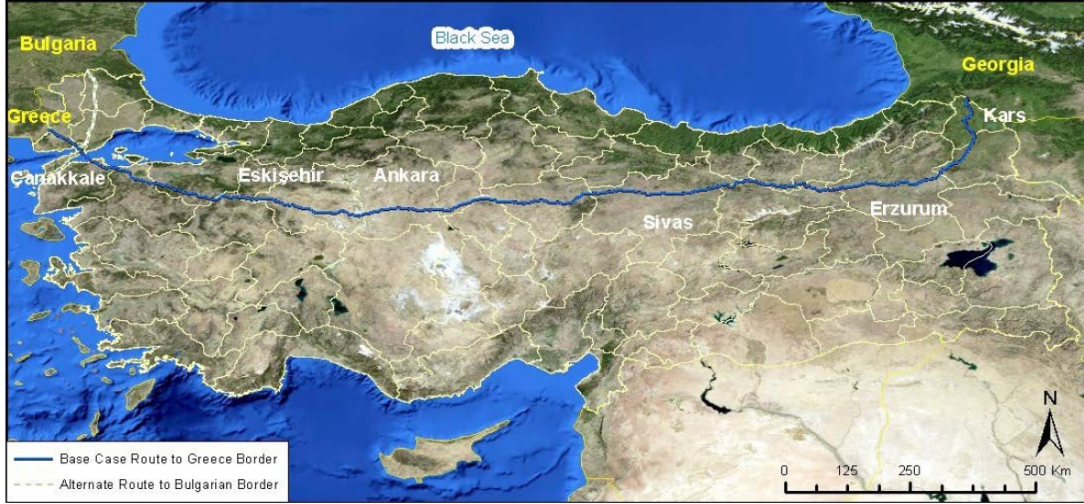 Bulgaria
Black Sea
Georgia
Greece
Kars
Çanakkale
Eskişehir
Ankara
Sivas
Erzurum
N
Base Case Route to Greece Border
Alternate Route to Bulgarian Border
0 125 250 500 Km